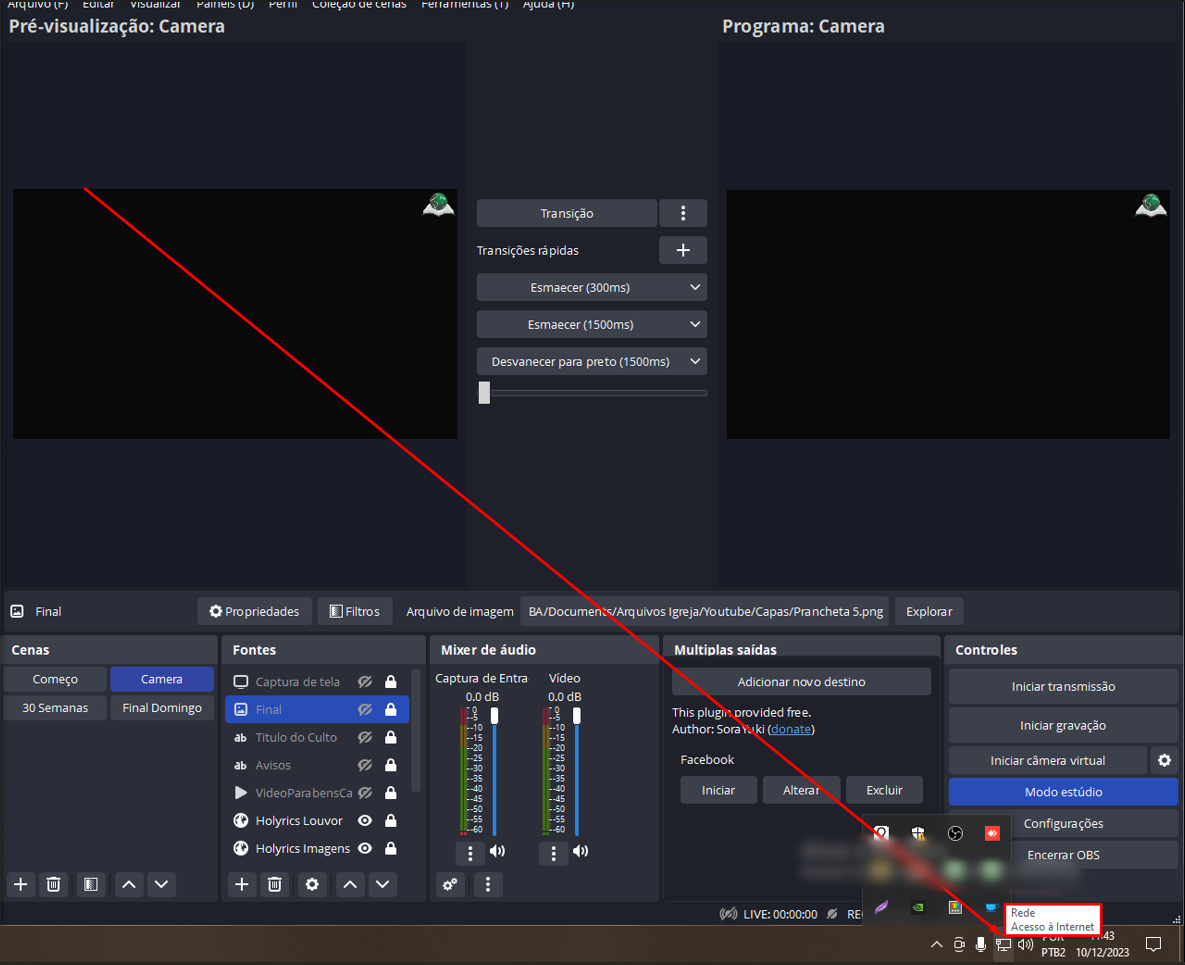 Arquivo (F) Editar Visualizar Painéis (D) Perfil Coleção de cenas Ferramentas (T) Ajuda (H)
Pré-visualização: Camera
Programa: Camera
Transição
Transições rápidas
Esmaecer (300ms)
Esmaecer (1500ms)
Desvanecer para preto (1500ms)
Final
Propriedades
Filtros
Arquivo de imagem
BA/Documents/Arquivos Igreja/Youtube/Capas/Prancheta 5.png
Explorar
Cenas
Começo
Camera
30 Semanas
Final Domingo
Fontes
Captura de tela
Final
ab Titulo do Culto
ab Avisos
VideoParabensCa
Holyrics Louvor
Holyrics Imagens
Mixer de áudio
Captura de Entra
0.0 dB
0
-5
-10
-15
-20
-25
-30
-35
-40
-45
-50
-55
-60
Vídeo
0.0 dB
0
-5
-10
-15
-20
-25
-30
-35
-40
-45
-50
-55
-60
Multiplas saídas
Adicionar novo destino
This plugin provided free.
Author: SoraYuki (donate)
Facebook
Iniciar
Alterar
Excluir
Controles
Iniciar transmissão
Iniciar gravação
Iniciar câmera virtual
Modo estúdio
Configurações
Encerrar OBS
LIVE: 00:00:00
Rede
Acesso à Internet
POR
PTB2
10/12/2023